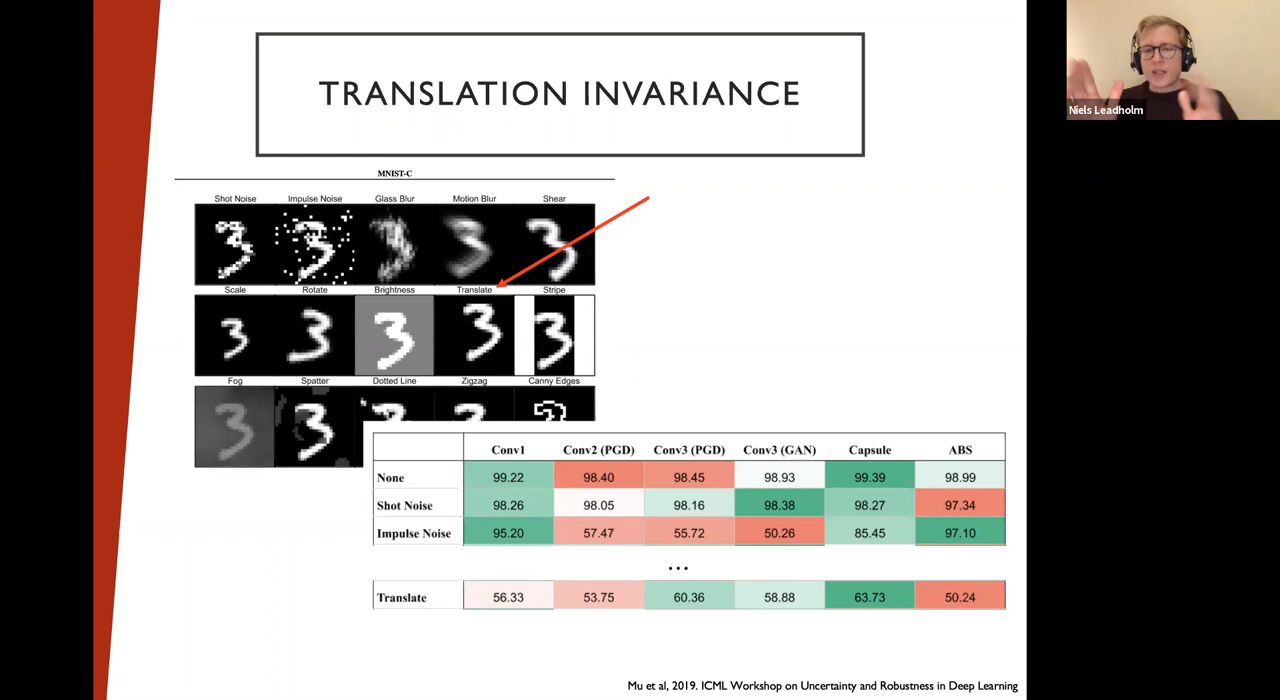 TRANSLATION INVARIANCE
Niels Leadholm
MNIST-C
Shot Noise Impulse Noise Glass Blur Motion Blur Shear
Scale Rotate Brightness Translate Stripe
Fog Spatter Dotted Line Zigzag Canny Edges
Conv1 Conv2 (PGD) Conv3 (PGD) Conv3 (GAN) Capsule ABS
None 99.22 98.40 98.45 98.93 99.39 98.99
Shot Noise 98.26 98.05 98.16 98.38 98.27 97.34
Impulse Noise 95.20 57.47 55.72 50.26 85.45 97.10
...
Translate 56.33 53.75 60.36 58.88 63.73 50.24
Mu et al, 2019. ICML Workshop on Uncertainty and Robustness in Deep Learning